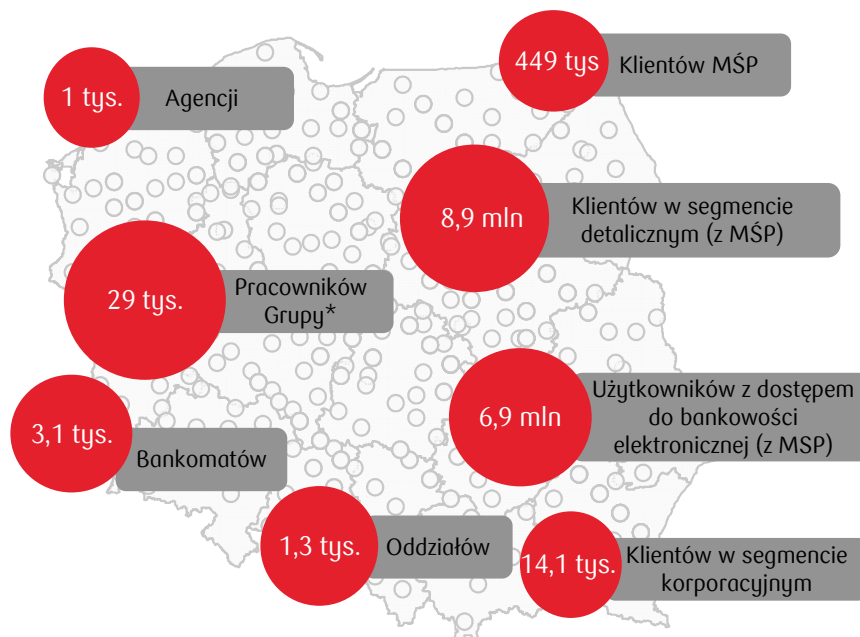 1 tys.
Agencji
449 tys
Klientów MŚP
8,9 mln
Klientów w segmencie
detalicznym (z MŚP)
29 tys.
Pracowników
Grupy*
3,1 tys.
Bankomatów
6,9 mln
Użytkowników z dostępem
do bankowości
elektronicznej (z MSP)
1,3 tys.
Oddziałów
14,1 tys.
Klientów w segmencie
korporacyjnym